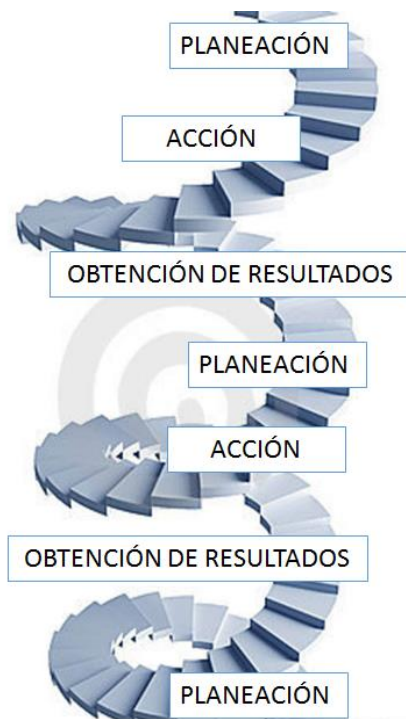 PLANEACIÓN
ACCIÓN
OBTENCIÓN DE RESULTADOS
PLANEACIÓN
ACCIÓN
OBTENCIÓN DE RESULTADOS
PLANEACIÓN